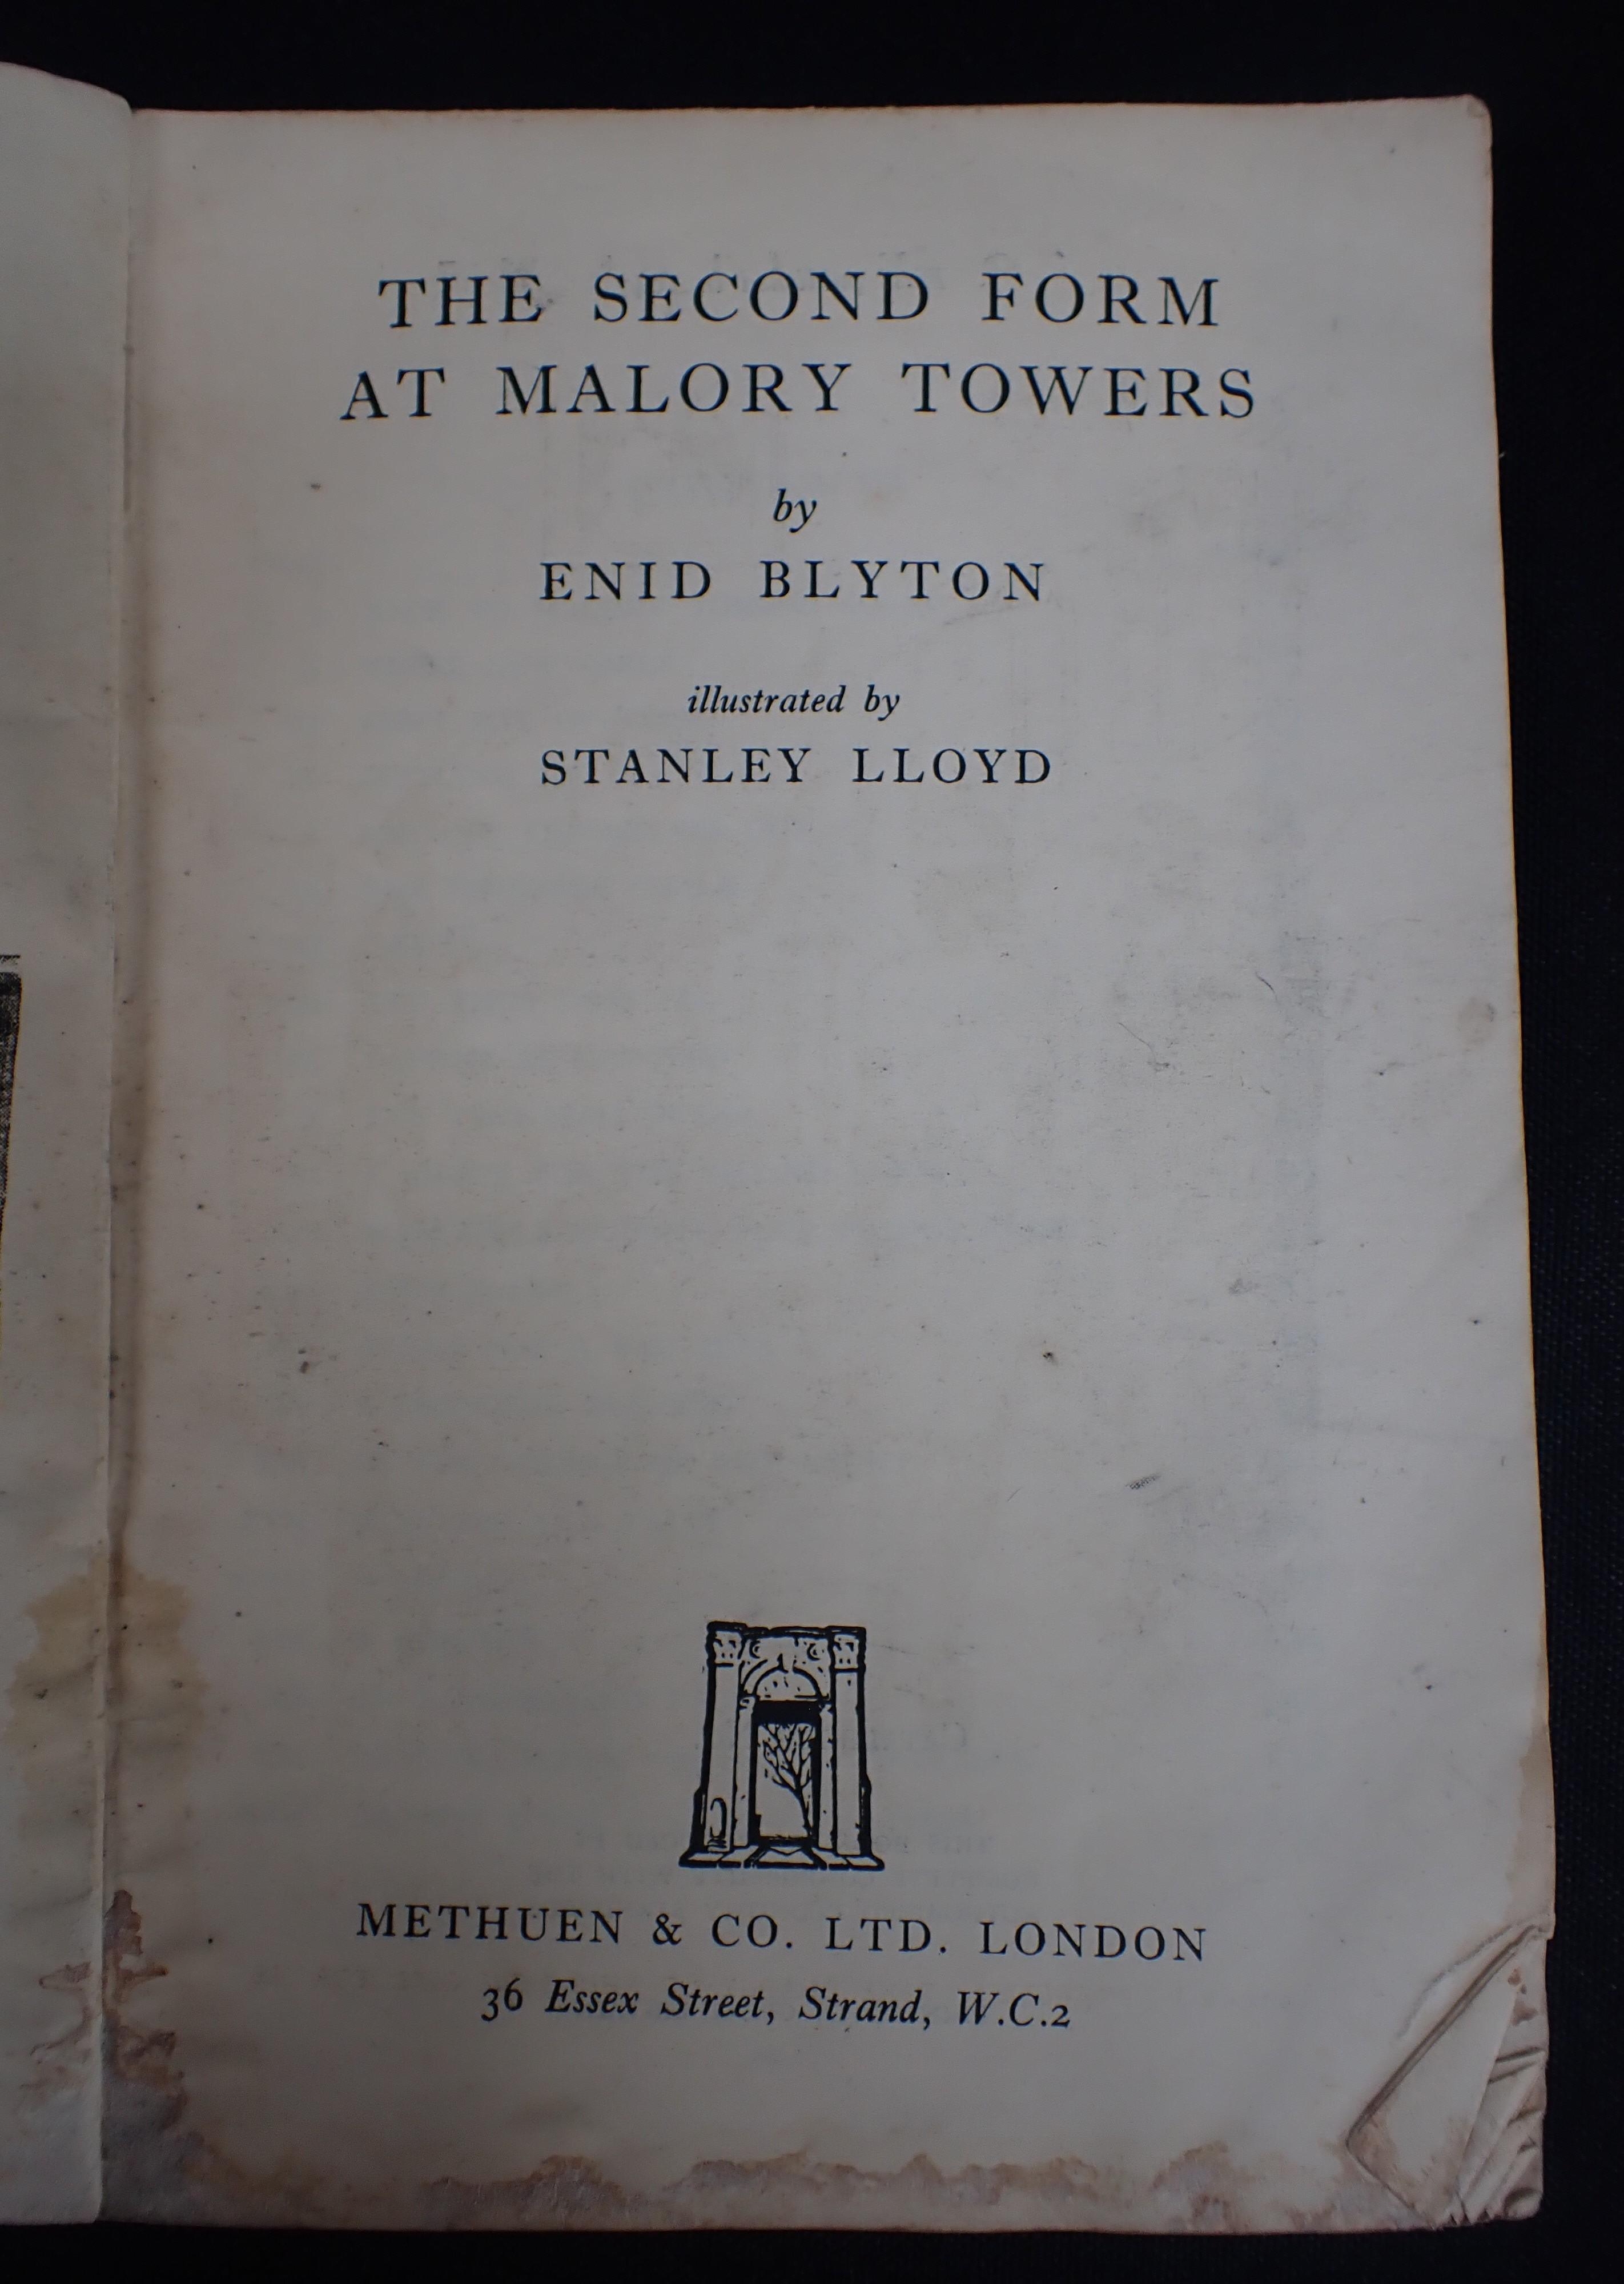 THE SECOND FORM
AT MALORY TOWERS
by
ENID BLYTON
illustrated by
STANLEY LLOYD
METHUEN & CO. LTD. LONDON
36 Essex Street, Strand, W.C.2